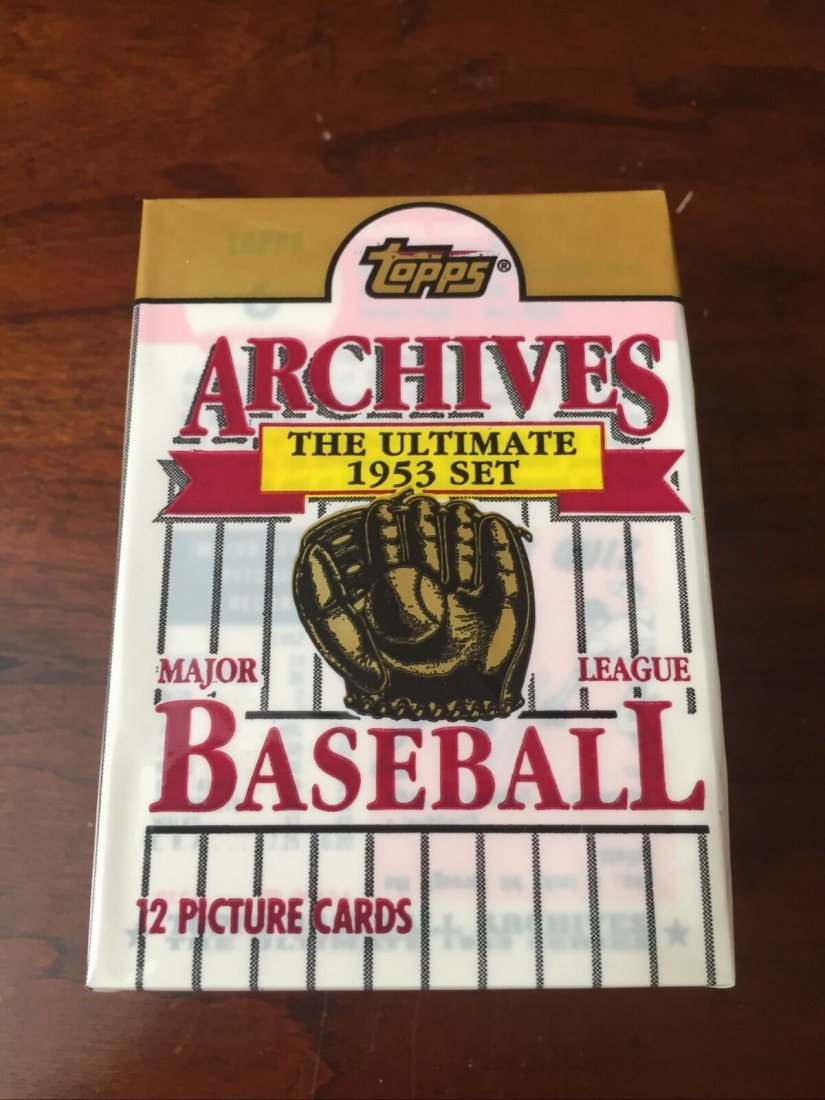 Topps®
ARCHIVES
THE ULTIMATE
1953 SET
MAJOR LEAGUE
BASEBALL
12 PICTURE CARDS